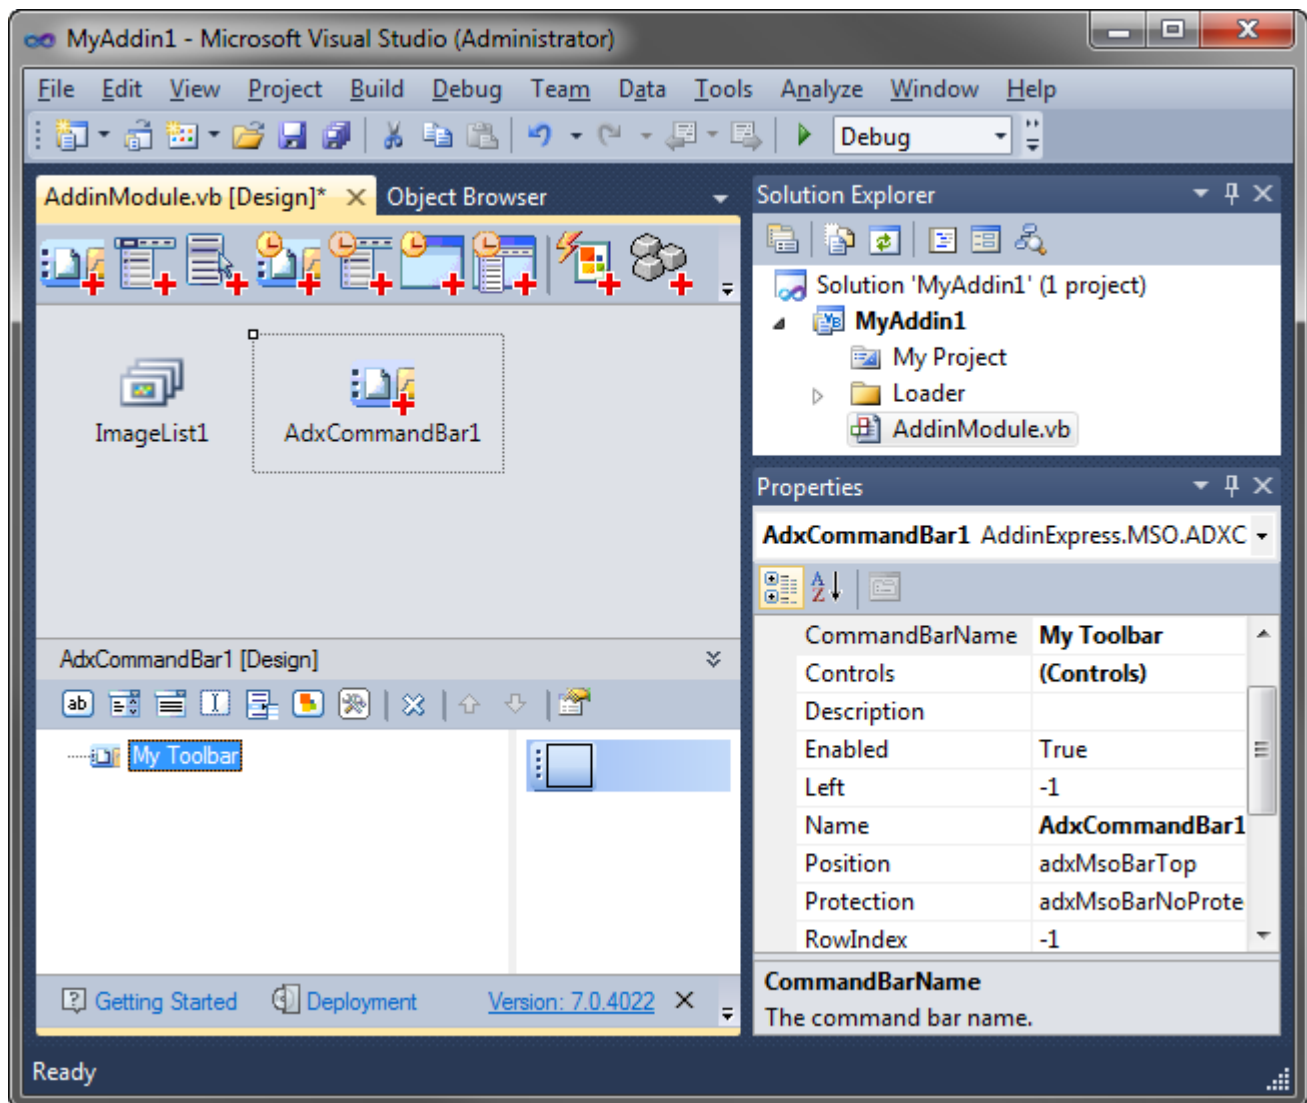 MyAddin1 - Microsoft Visual Studio (Administrator)
File Edit View Project Build Debug Team Data Tools Analyze Window Help
Debug
AddinModule.vb [Design]* Object Browser
ImageList1 AdxCommandBar1
AdxCommandBar1 [Design]
ab
My Toolbar
Getting Started Deployment Version: 7.0.4022
Solution Explorer
Solution 'MyAddin1' (1 project)
MyAddin1
My Project
Loader
AddinModule.vb
Properties
AdxCommandBar1 AddinExpress.MSO.ADXC
CommandBarName My Toolbar
Controls (Controls)
Description
Enabled True
Left -1
Name AdxCommandBar1
Position adxMsoBarTop
Protection adxMsoBarNoProte
RowIndex -1
CommandBarName
The command bar name.
Ready